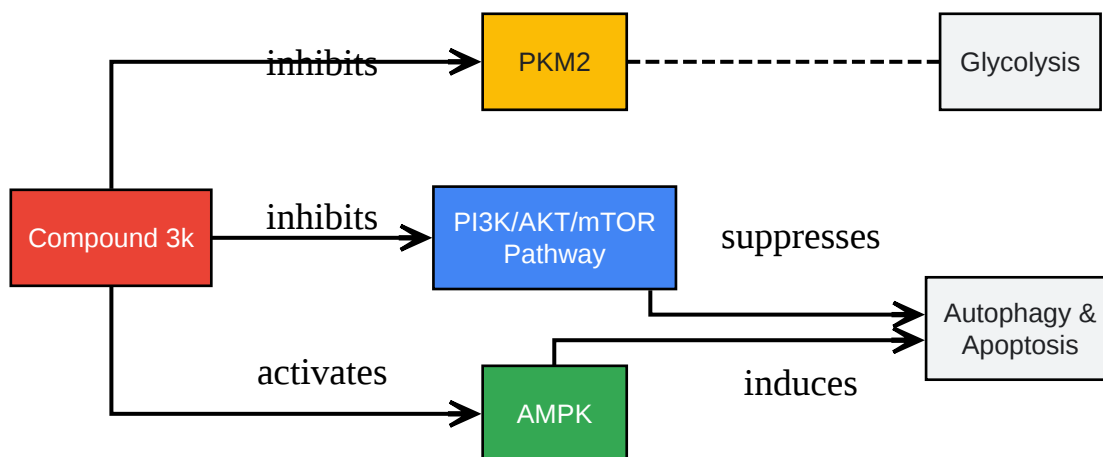 inhibits
PKM2
Glycolysis
Compound 3k
inhibits
PI3K/AKT/mTOR
Pathway
suppresses
Autophagy &
Apoptosis
activates
AMPK
induces